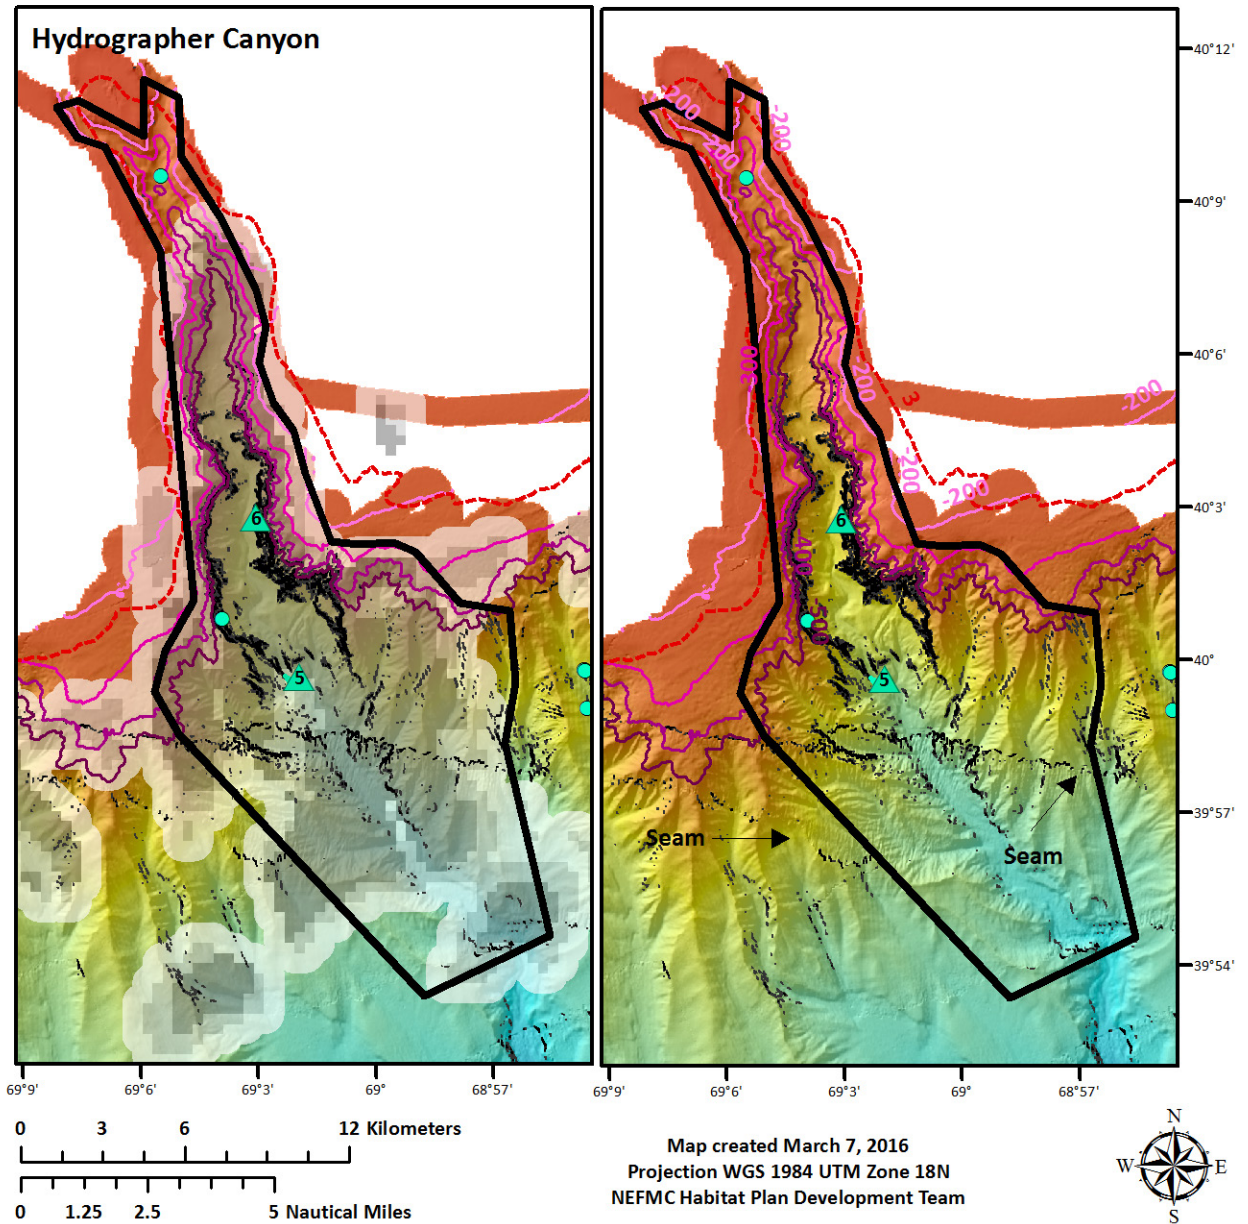 Hydrographer Canyon
6
5
-200
-200
-200
-200
-200
-200
-200
-300
-400
-500
3
6
5
Seam
Seam
40°12'
40°9'
40°6'
40°3'
40°
39°57'
39°54'
69°9'
69°6'
69°3'
69°
68°57'
69°9'
69°6'
69°3'
69°
68°57'
0 3 6 12 Kilometers
0 1.25 2.5 5 Nautical Miles
Map created March 7, 2016
Projection WGS 1984 UTM Zone 18N
NEFMC Habitat Plan Development Team
N
W E
S